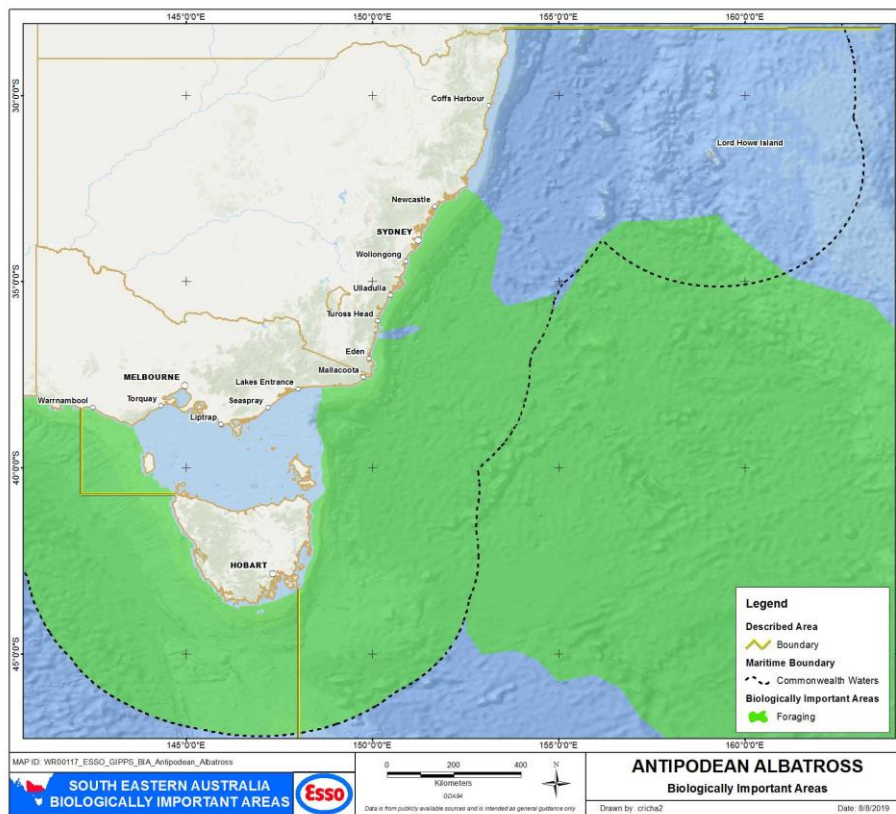 145°0'0"E
150°0'0"E
155°0'0"E
160°0'0"E
30°0'0"S
35°0'0"S
40°0'0"S
45°0'0"S
Coffs Harbour
Lord Howe Island
Newcastle
SYDNEY
Wollongong
Ulladulla
Tuross Head
Eden
Mallacoota
MELBOURNE
Lakes Entrance
Warrnambool
Torquay
Seaspray
Liptrap
HOBART
Legend
Described Area
Boundary
Maritime Boundary
Commonwealth Waters
Biologically Important Areas
Foraging
145°0'0"E
150°0'0"E
155°0'0"E
160°0'0"E
MAP ID: WR00117_ESSO_GIPPS_BIA_Antipodean_Albatross
SOUTH EASTERN AUSTRALIA
BIOLOGICALLY IMPORTANT AREAS
Esso
0 200 400
Kilometers
GDA94
N
Data is from publicly available sources and is intended as general guidance only
ANTIPODEAN ALBATROSS
Biologically Important Areas
Drawn by: cricha2
Date: 8/8/2019